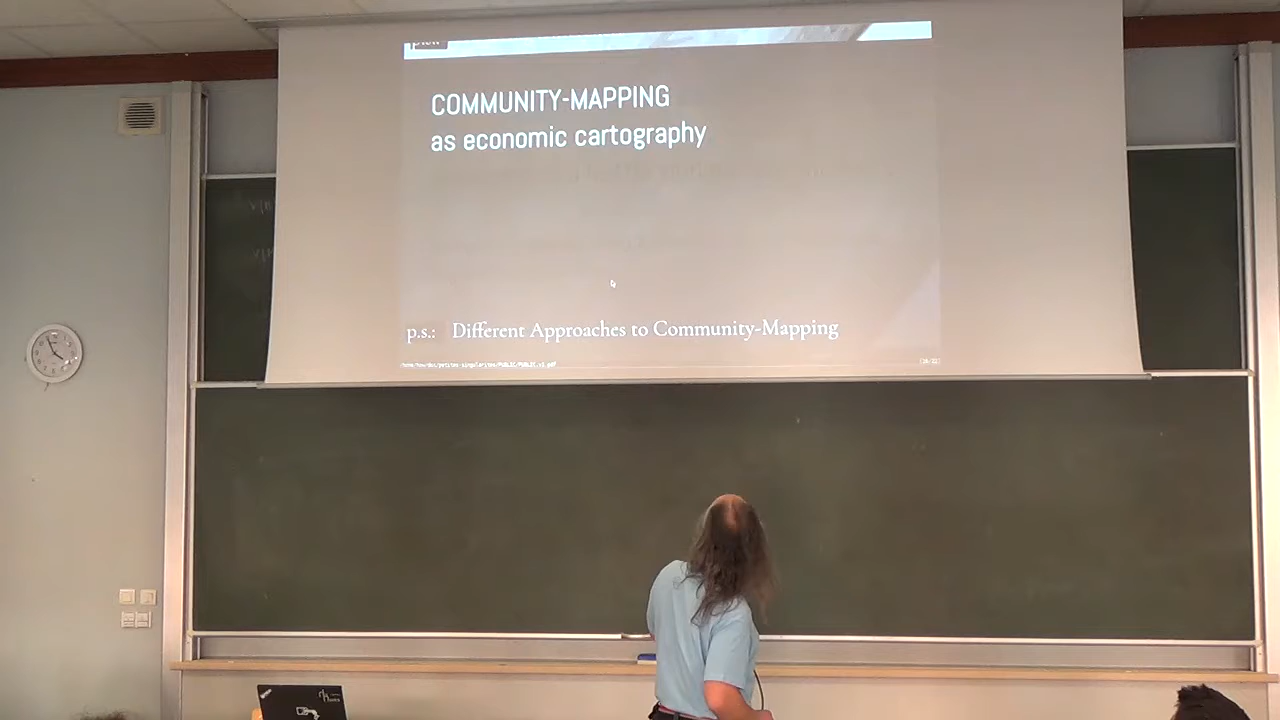 COMMUNITY-MAPPING
as economic cartography
p.s.: Different Approaches to Community-Mapping